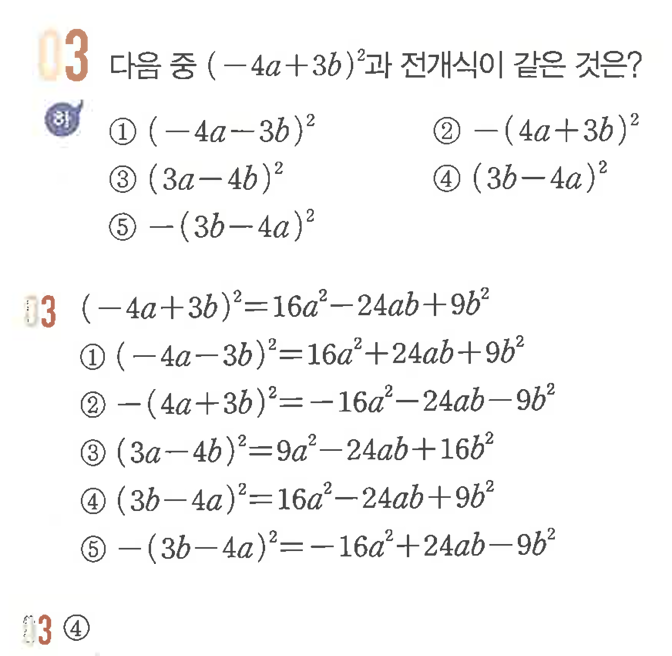 03 다음 중 (-4a+3b)²과 전개식이 같은 것은?
하 ① (-4a-3b)² ② -(4a+3b)²
③ (3a-4b)² ④ (3b-4a)²
⑤ -(3b-4a)²
03 (-4a+3b)²=16a²-24ab+9b²
① (-4a-3b)²=16a²+24ab+9b²
② -(4a+3b)²=-16a²-24ab-9b²
③ (3a-4b)²=9a²-24ab+16b²
④ (3b-4a)²=16a²-24ab+9b²
⑤ -(3b-4a)²=-16a²+24ab-9b²
03 ④